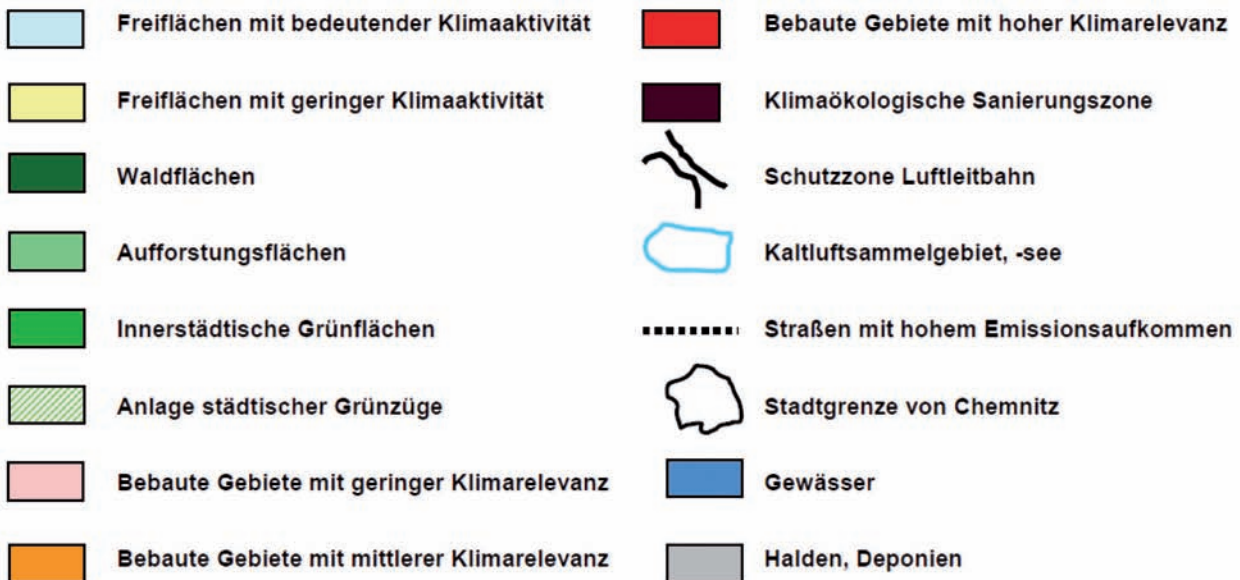 Freiflächen mit bedeutender Klimaaktivität
Freiflächen mit geringer Klimaaktivität
Waldflächen
Aufforstungsflächen
Innerstädtische Grünflächen
Anlage städtischer Grünzüge
Bebaute Gebiete mit geringer Klimarelevanz
Bebaute Gebiete mit mittlerer Klimarelevanz
Bebaute Gebiete mit hoher Klimarelevanz
Klimaökologische Sanierungszone
Schutzzone Luftleitbahn
Kaltluftsammelgebiet, -see
Straßen mit hohem Emissionsaufkommen
Stadtgrenze von Chemnitz
Gewässer
Halden, Deponien